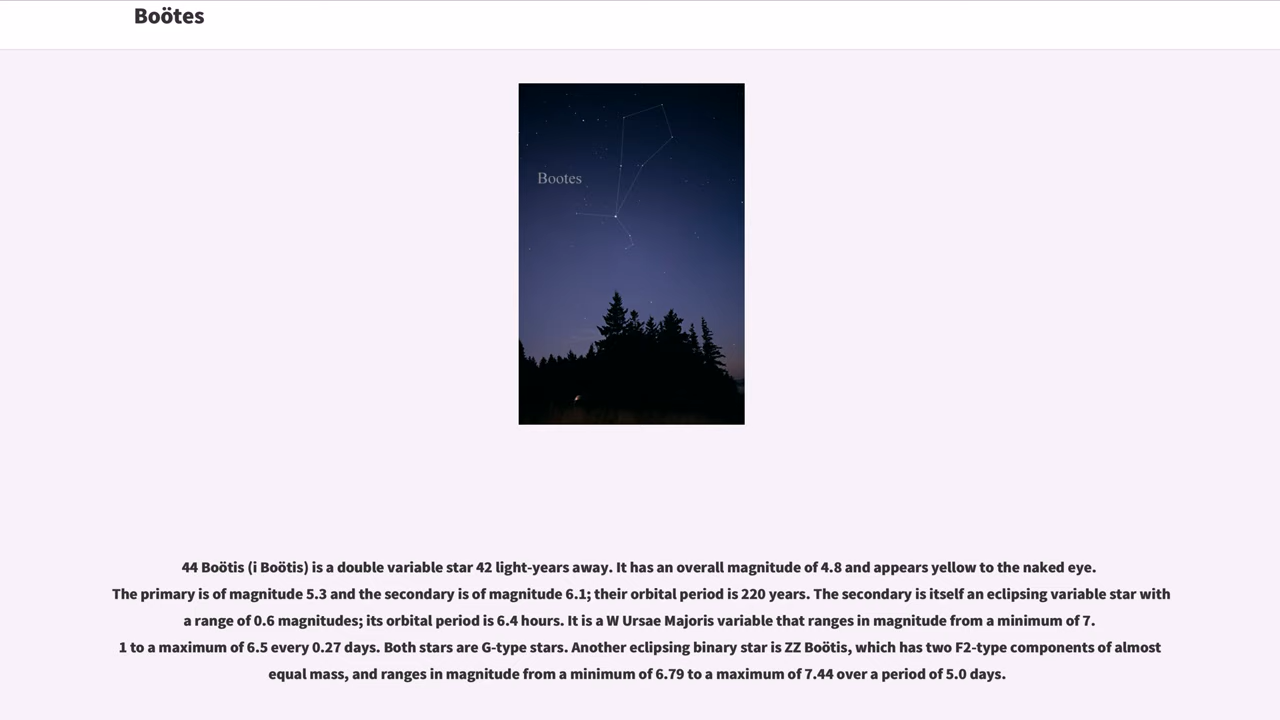 Boötes
Bootes
44 Boötis (i Boötis) is a double variable star 42 light-years away. It has an overall magnitude of 4.8 and appears yellow to the naked eye.
The primary is of magnitude 5.3 and the secondary is of magnitude 6.1; their orbital period is 220 years. The secondary is itself an eclipsing variable star with
a range of 0.6 magnitudes; its orbital period is 6.4 hours. It is a W Ursae Majoris variable that ranges in magnitude from a minimum of 7.
1 to a maximum of 6.5 every 0.27 days. Both stars are G-type stars. Another eclipsing binary star is ZZ Boötis, which has two F2-type components of almost
equal mass, and ranges in magnitude from a minimum of 6.79 to a maximum of 7.44 over a period of 5.0 days.